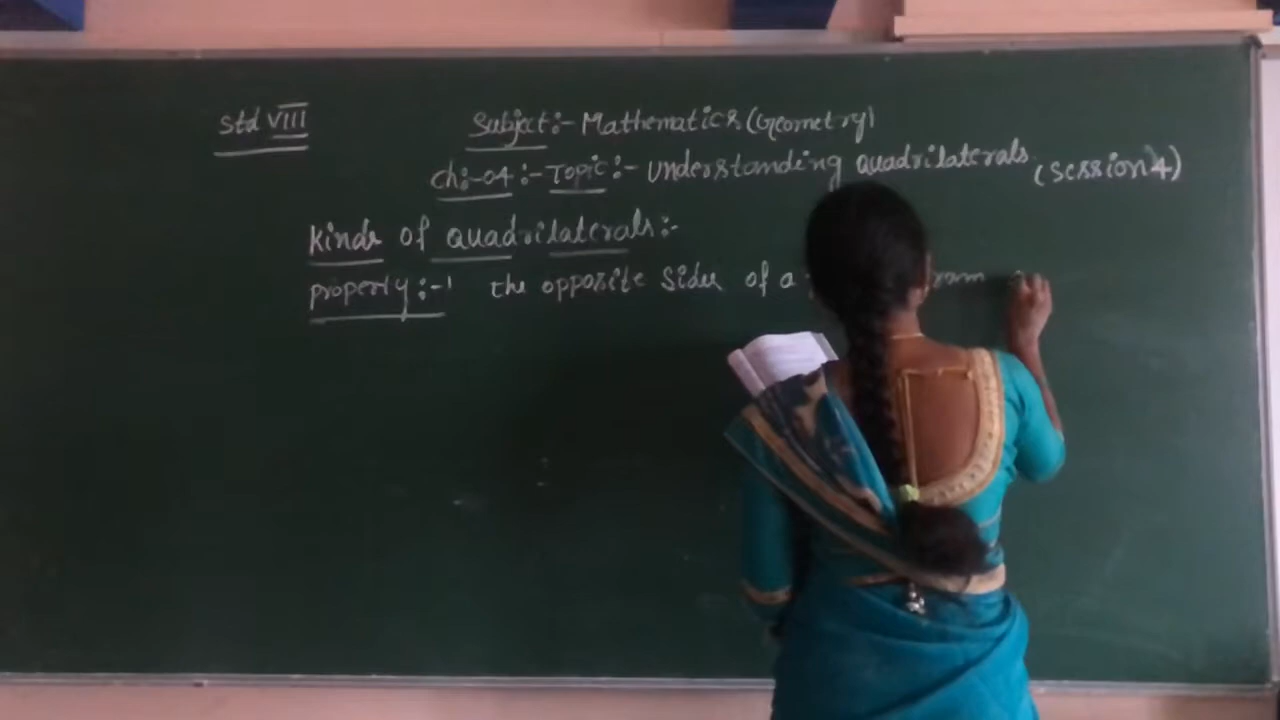 Std VIII
Subject:- Mathematics (Geometry)
Ch:-04:- Topic:- Understanding quadrilaterals (Session 4)
Kinds of quadrilaterals:-
property:-1 the opposite sides of a